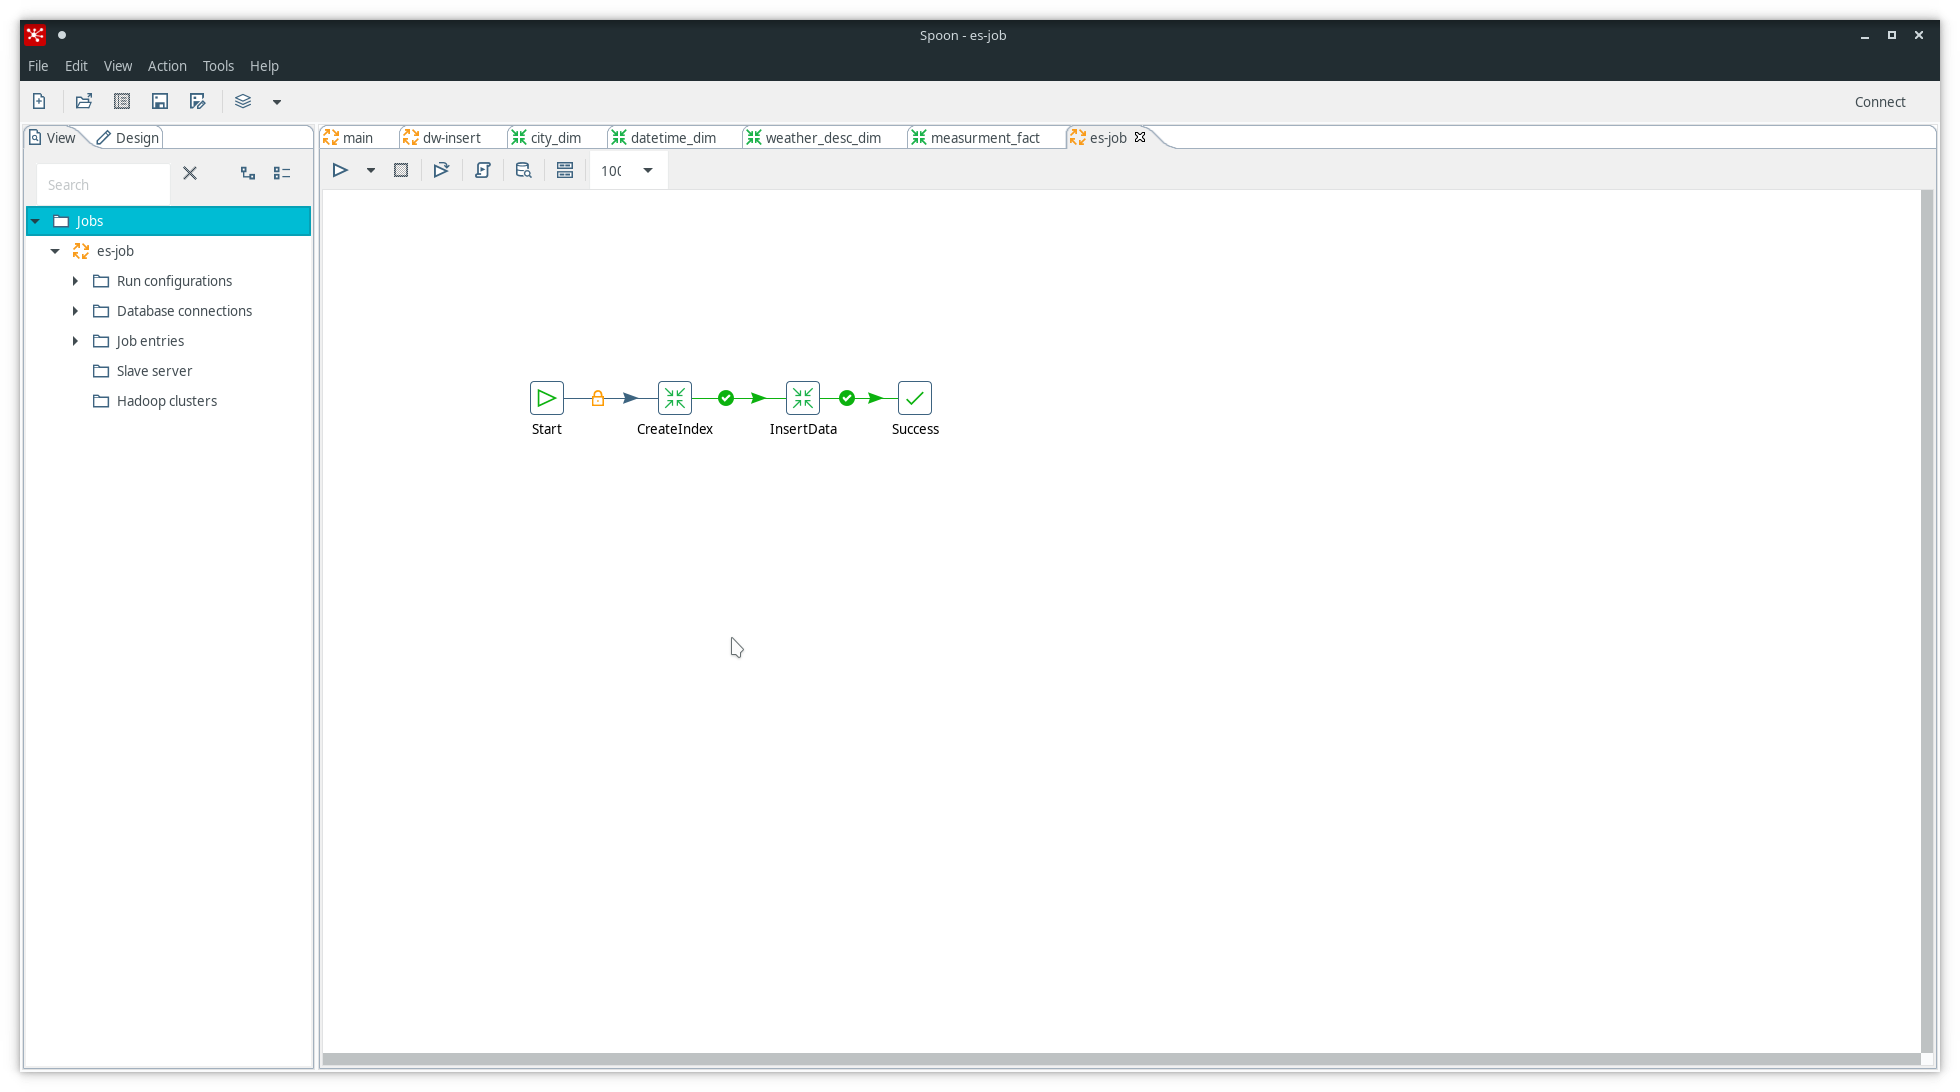 Spoon - es-job
File Edit View Action Tools Help
Connect
View Design
main dw-insert city_dim datetime_dim weather_desc_dim measurment_fact es-job
Search
100
Jobs
es-job
Run configurations
Database connections
Job entries
Slave server
Hadoop clusters
Start CreateIndex InsertData Success